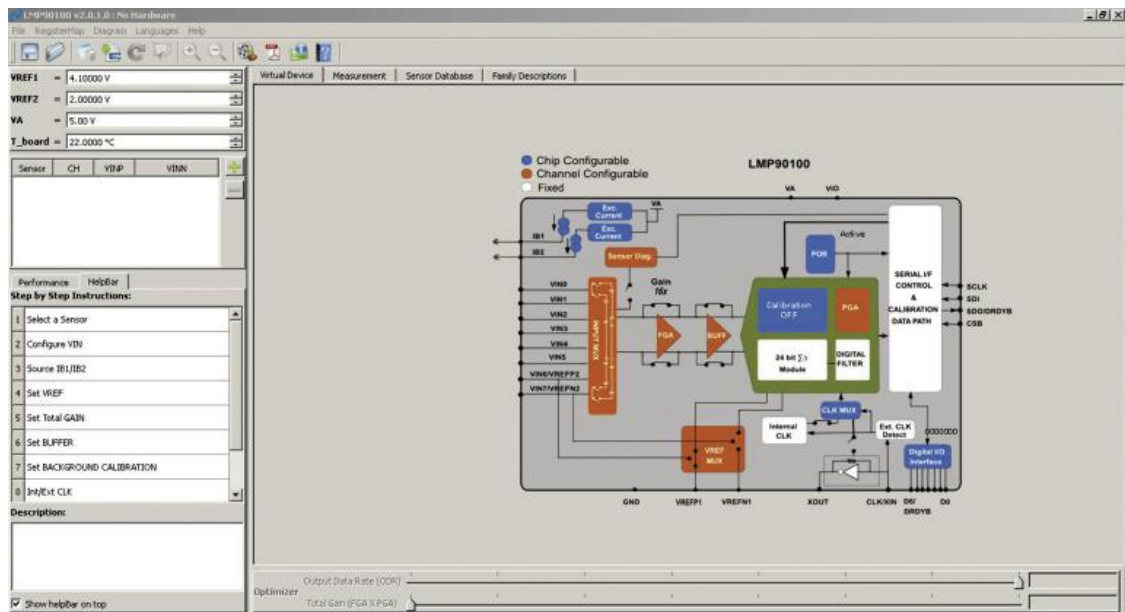 LMP90100 v2.0.1.0 : No Hardware
File RegisterMap Diagram Languages Help
VREF1 = 4.10000 V
VREF2 = 2.00000 V
VA = 5.00 V
T_board = 22.0000 °C
Sensor CH VINP VINN
Performance HelpBar
Step by Step Instructions:
1 Select a Sensor
2 Configure VIN
3 Source IB1/IB2
4 Set VREF
5 Set Total GAIN
6 Set BUFFER
7 Set BACKGROUND CALIBRATION
8 Int/Ext CLK
Description:
Show helpBar on top
Virtual Device Measurement Sensor Database Family Descriptions
Chip Configurable
Channel Configurable
Fixed
LMP90100
VA VIO
Exc. Current
VA
Exc. Current
IB1
IB2
Sensor Diag.
POR
Active
SERIAL I/F
CONTROL
&
CALIBRATION
DATA PATH
SCLK
SDI
SDO/DRDYB
CSB
VIN0
VIN1
VIN2
VIN3
VIN4
VIN5
VIN6/VREFP2
VIN7/VREFN2
INPUT MUX
Gain
16x
FGA
BUFF
Calibration
OFF
PGA
24 bit ΣΔ
Module
DIGITAL
FILTER
CLK MUX
Internal
CLK
Ext. CLK
Detect
Digital I/O
Interface
VREF
MUX
GND VREFP1 VREFN1 XOUT CLK/XIN D6/ D0
DRDYB
Output Data Rate (ODR)
Optimizer
Total Gain (FGA X PGA)